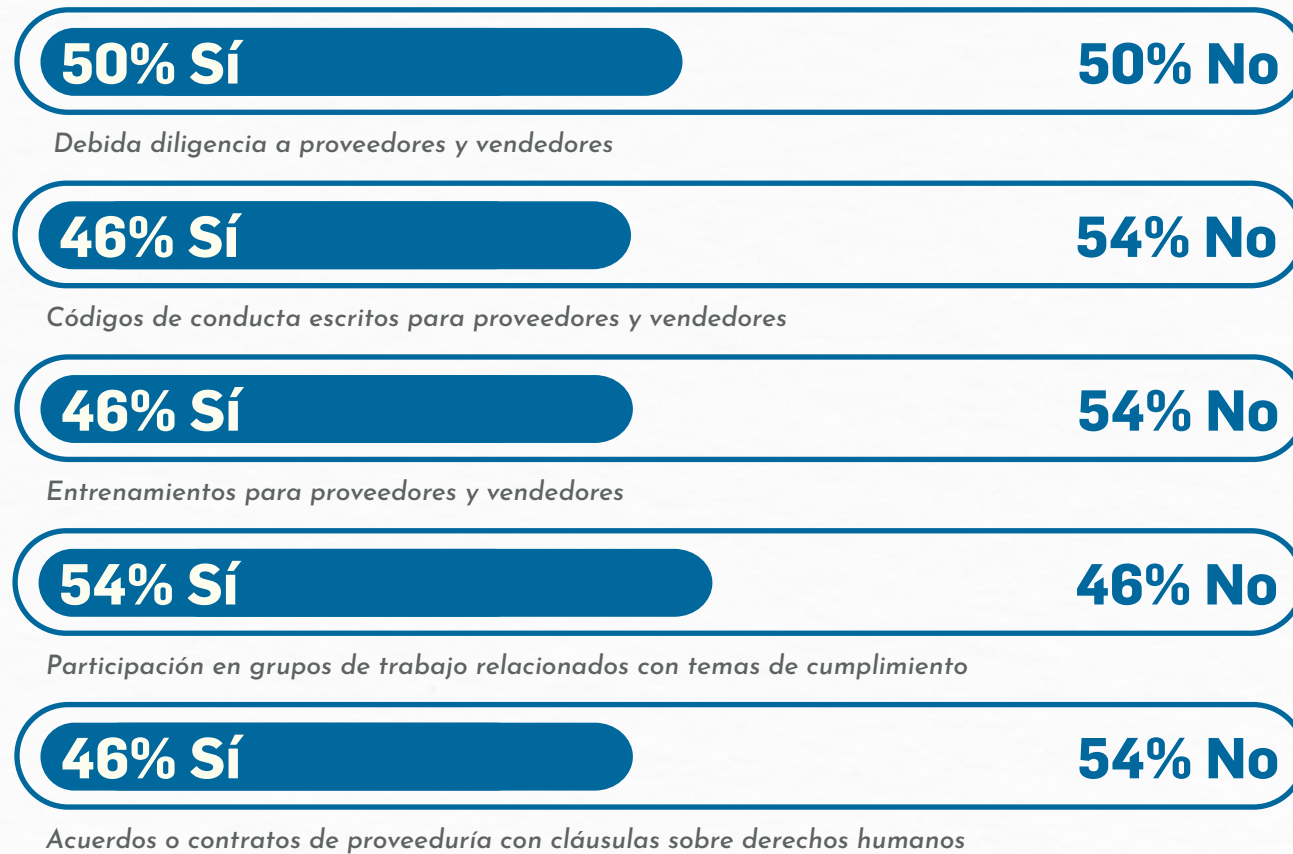 50% Sí 50% No
Debida diligencia a proveedores y vendedores
46% Sí 54% No
Códigos de conducta escritos para proveedores y vendedores
46% Sí 54% No
Entrenamientos para proveedores y vendedores
54% Sí 46% No
Participación en grupos de trabajo relacionados con temas de cumplimiento
46% Sí 54% No
Acuerdos o contratos de proveeduría con cláusulas sobre derechos humanos